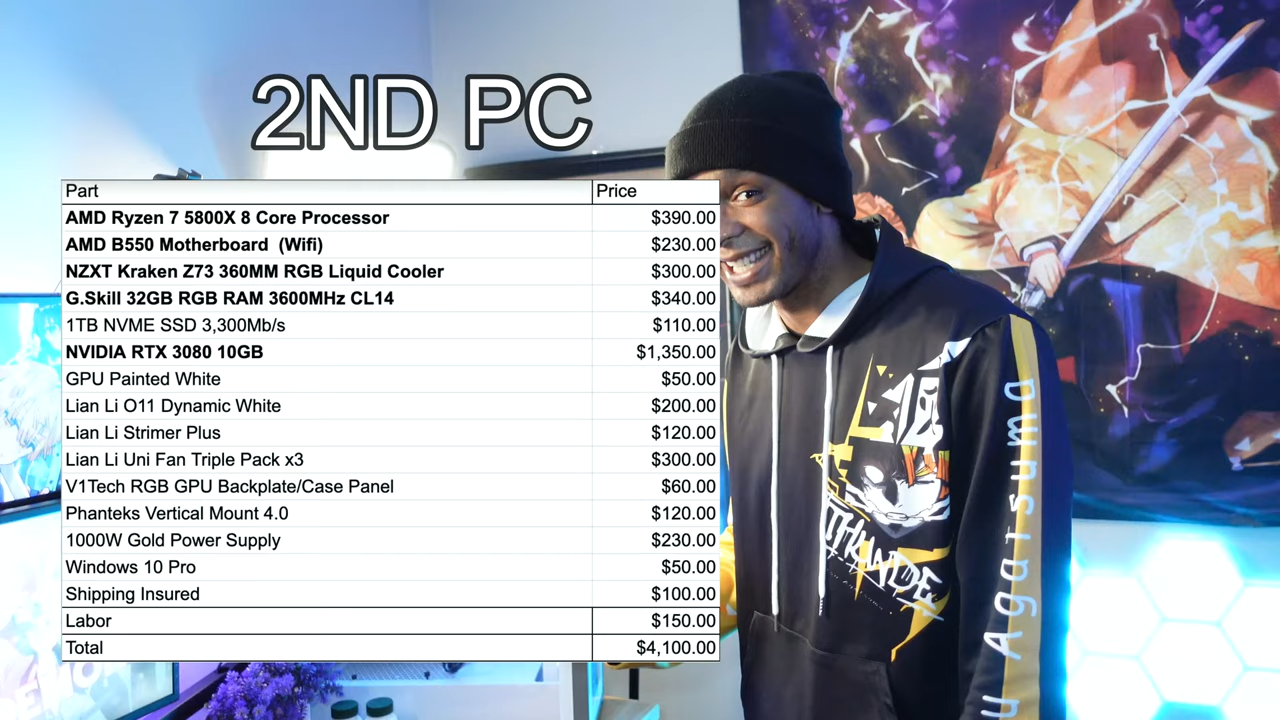 2ND PC
Part Price
AMD Ryzen 7 5800X 8 Core Processor $390.00
AMD B550 Motherboard (Wifi) $230.00
NZXT Kraken Z73 360MM RGB Liquid Cooler $300.00
G.Skill 32GB RGB RAM 3600MHz CL14 $340.00
1TB NVME SSD 3,300Mb/s $110.00
NVIDIA RTX 3080 10GB $1,350.00
GPU Painted White $50.00
Lian Li O11 Dynamic White $200.00
Lian Li Strimer Plus $120.00
Lian Li Uni Fan Triple Pack x3 $300.00
V1Tech RGB GPU Backplate/Case Panel $60.00
Phanteks Vertical Mount 4.0 $120.00
1000W Gold Power Supply $230.00
Windows 10 Pro $50.00
Shipping Insured $100.00
Labor $150.00
Total $4,100.00
THUNDE
u Agatsuma